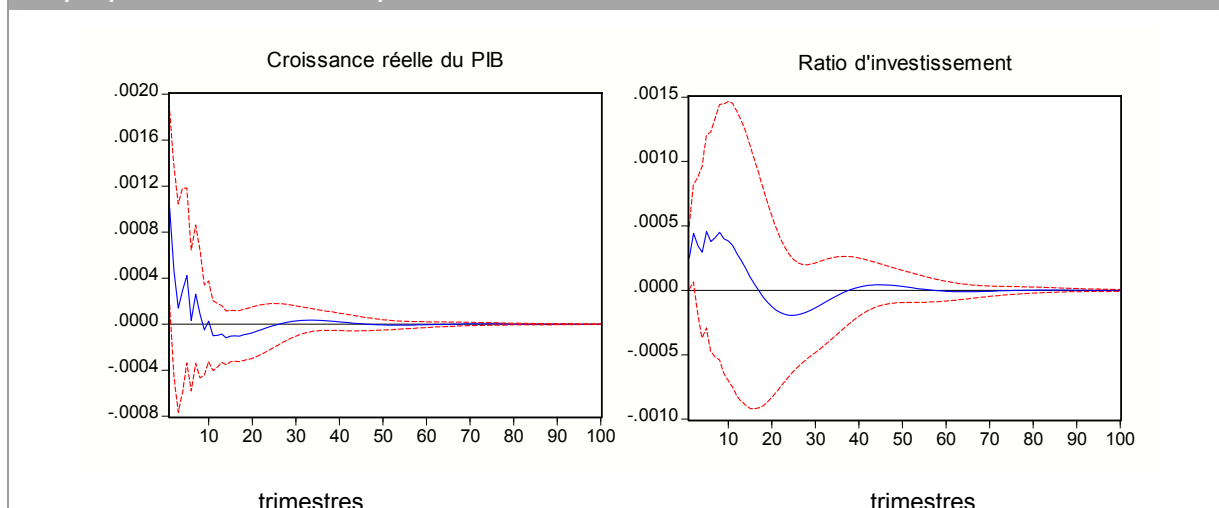 Croissance réelle du PIB
Ratio d'investissement
.0020
.0016
.0012
.0008
.0004
.0000
-.0004
-.0008
10 20 30 40 50 60 70 80 90 100
.0015
.0010
.0005
.0000
-.0005
-.0010
10 20 30 40 50 60 70 80 90 100
trimestres
trimestres